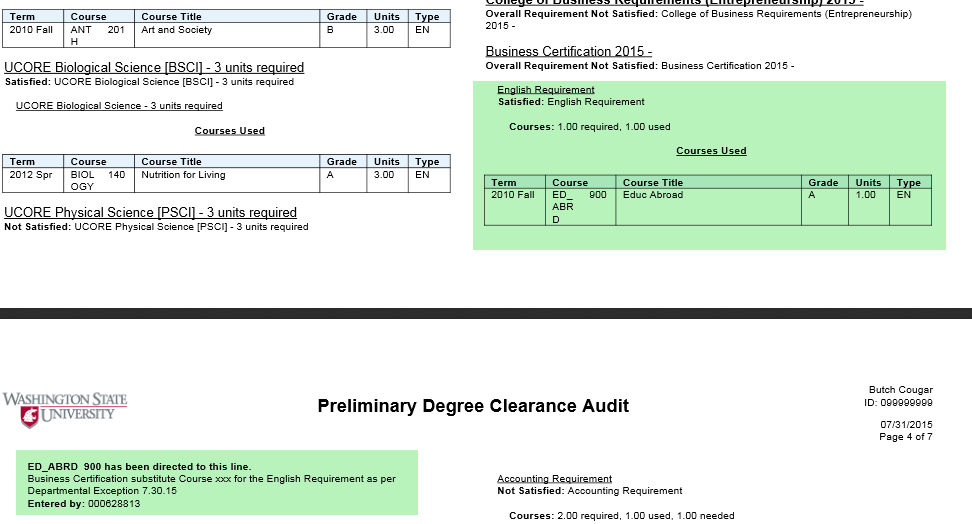 Term Course Course Title Grade Units Type
2010 Fall ANT 201 Art and Society B 3.00 EN
H
UCORE Biological Science [BSCI] - 3 units required
Satisfied: UCORE Biological Science [BSCI] - 3 units required
UCORE Biological Science - 3 units required
Courses Used
Term Course Course Title Grade Units Type
2012 Spr BIOL 140 Nutrition for Living A 3.00 EN
OGY
UCORE Physical Science [PSCI] - 3 units required
Not Satisfied: UCORE Physical Science [PSCI] - 3 units required
College of Business Requirements (Entrepreneurship) 2015 -
Overall Requirement Not Satisfied: College of Business Requirements (Entrepreneurship)
2015 -
Business Certification 2015 -
Overall Requirement Not Satisfied: Business Certification 2015 -
English Requirement
Satisfied: English Requirement
Courses: 1.00 required, 1.00 used
Courses Used
Term Course Course Title Grade Units Type
2010 Fall ED_ 900 Educ Abroad A 1.00 EN
ABR
D
WASHINGTON STATE
UNIVERSITY
Preliminary Degree Clearance Audit
Butch Cougar
ID: 099999999
07/31/2015
Page 4 of 7
ED_ABRD 900 has been directed to this line.
Business Certification substitute Course xxx for the English Requirement as per
Departmental Exception 7.30.15
Entered by: 000628813
Accounting Requirement
Not Satisfied: Accounting Requirement
Courses: 2.00 required, 1.00 used, 1.00 needed